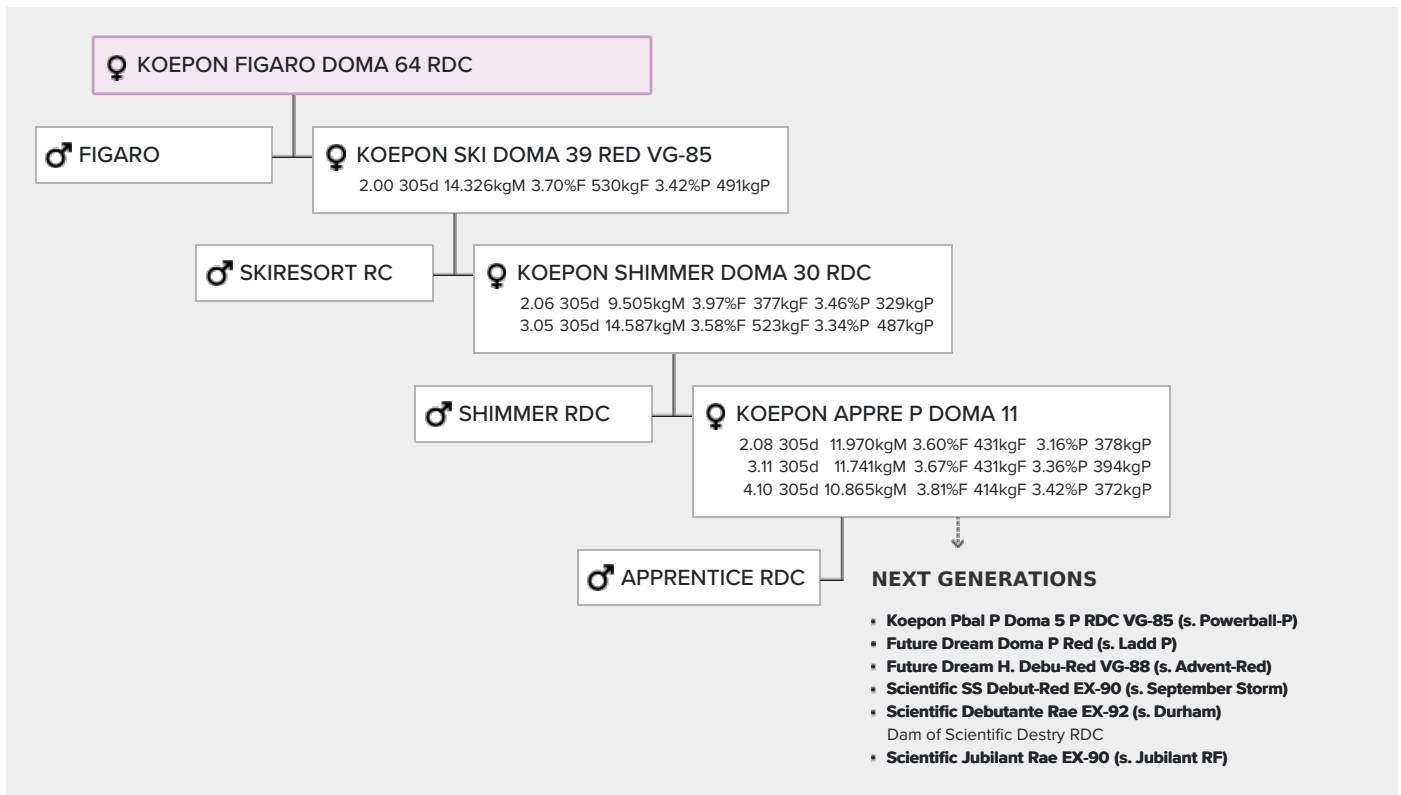 KOEPON FIGARO DOMA 64 RDC
FIGARO
KOEPON SKI DOMA 39 RED VG-85
2.00 305d 14.326kgM 3.70%F 530kgF 3.42%P 491kgP
SKIRESORT RC
KOEPON SHIMMER DOMA 30 RDC
2.06 305d 9.505kgM 3.97%F 377kgF 3.46%P 329kgP
3.05 305d 14.587kgM 3.58%F 523kgF 3.34%P 487kgP
SHIMMER RDC
KOEPON APPRE P DOMA 11
2.08 305d 11.970kgM 3.60%F 431kgF 3.16%P 378kgP
3.11 305d 11.741kgM 3.67%F 431kgF 3.36%P 394kgP
4.10 305d 10.865kgM 3.81%F 414kgF 3.42%P 372kgP
APPRENTICE RDC
NEXT GENERATIONS
Koepon Pbal P Doma 5 P RDC VG-85 (s. Powerball-P)
Future Dream Doma P Red (s. Ladd P)
Future Dream H. Debu-Red VG-88 (s. Advent-Red)
Scientific SS Debut-Red EX-90 (s. September Storm)
Scientific Debutante Rae EX-92 (s. Durham)
Dam of Scientific Destry RDC
Scientific Jubilant Rae EX-90 (s. Jubilant RF)